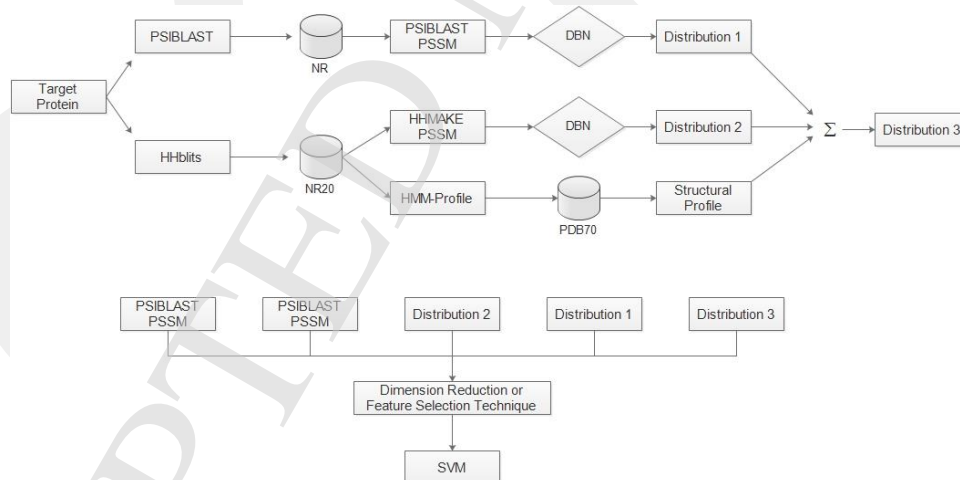 PSIBLAST
NR
PSIBLAST
PSSM
DBN
Distribution 1
Target
Protein
HHblits
NR20
HHMAKE
PSSM
DBN
Distribution 2
Σ
Distribution 3
HMM-Profile
PDB70
Structural
Profile
PSIBLAST
PSSM
PSIBLAST
PSSM
Distribution 2
Distribution 1
Distribution 3
Dimension Reduction or
Feature Selection Technique
SVM
PTED